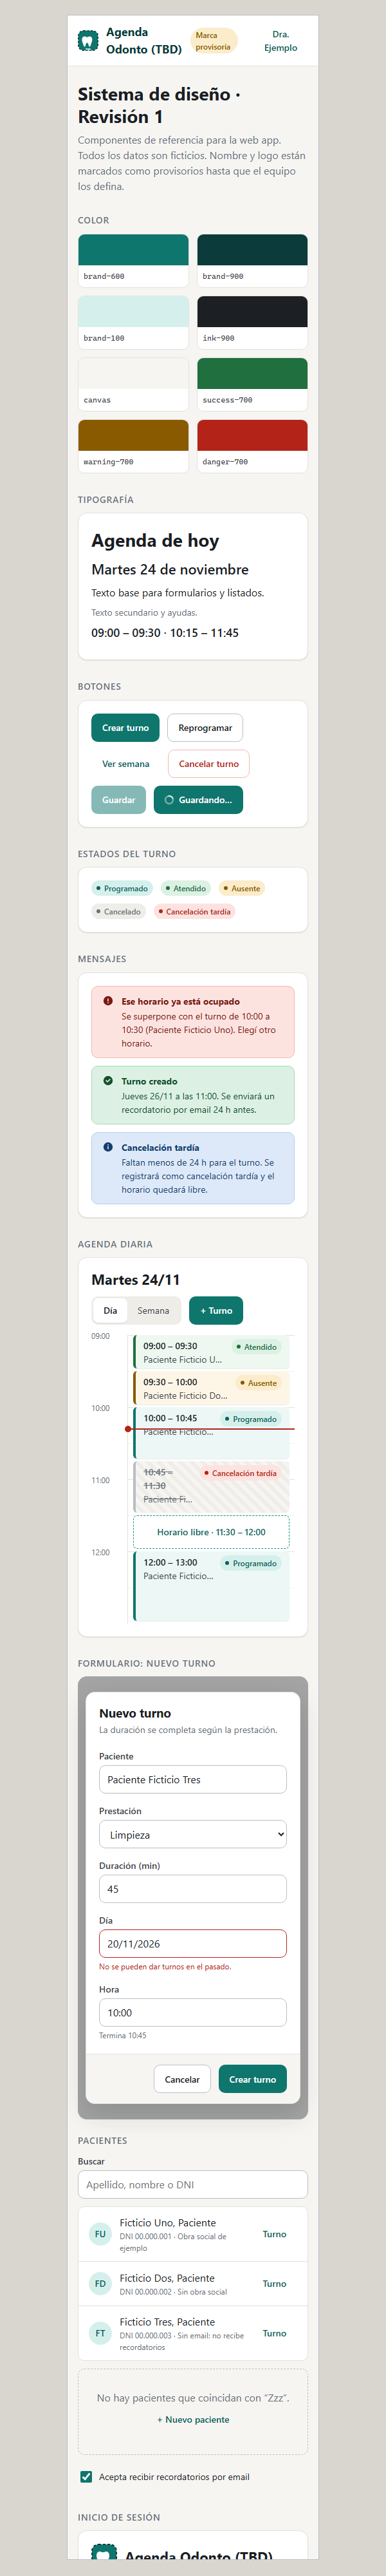 Agenda
Odonto (TBD)
Marca
provisoria
Dra.
Ejemplo
Sistema de diseño ·
Revisión 1
Componentes de referencia para la web app.
Todos los datos son ficticios. Nombre y logo están
marcados como provisorios hasta que el equipo
los defina.
COLOR
brand-600
brand-900
brand-100
ink-900
canvas
success-700
warning-700
danger-700
TIPOGRAFÍA
Agenda de hoy
Martes 24 de noviembre
Texto base para formularios y listados.
Texto secundario y ayudas.
09:00 – 09:30 · 10:15 – 11:45
BOTONES
Crear turno
Reprogramar
Ver semana
Cancelar turno
Guardar
Guardando…
ESTADOS DEL TURNO
Programado
Atendido
Ausente
Cancelado
Cancelación tardía
MENSAJES
Ese horario ya está ocupado
Se superpone con el turno de 10:00 a
10:30 (Paciente Ficticio Uno). Elegí otro
horario.
Turno creado
Jueves 26/11 a las 11:00. Se enviará un
recordatorio por email 24 h antes.
Cancelación tardía
Faltan menos de 24 h para el turno. Se
registrará como cancelación tardía y el
horario quedará libre.
AGENDA DIARIA
Martes 24/11
Día
Semana
+ Turno
09:00
09:00 – 09:30
Atendido
Paciente Ficticio U…
09:30 – 10:00
Ausente
Paciente Ficticio Do…
10:00
10:00 – 10:45
Programado
Paciente Ficticio…
11:00
10:45 –
11:30
Cancelación tardía
Paciente Fi…
Horario libre · 11:30 – 12:00
12:00
12:00 – 13:00
Programado
Paciente Ficticio…
FORMULARIO: NUEVO TURNO
Nuevo turno
La duración se completa según la prestación.
Paciente
Paciente Ficticio Tres
Prestación
Limpieza
Duración (min)
45
Día
20/11/2026
No se pueden dar turnos en el pasado.
Hora
10:00
Termina 10:45
Cancelar
Crear turno
PACIENTES
Buscar
Apellido, nombre o DNI
FU
Ficticio Uno, Paciente
DNI 00.000.001 · Obra social de
ejemplo
Turno
FD
Ficticio Dos, Paciente
DNI 00.000.002 · Sin obra social
Turno
FT
Ficticio Tres, Paciente
DNI 00.000.003 · Sin email: no recibe
recordatorios
Turno
No hay pacientes que coincidan con “Zzz”.
+ Nuevo paciente
Acepta recibir recordatorios por email
INICIO DE SESIÓN
Agenda Odonto (TBD)